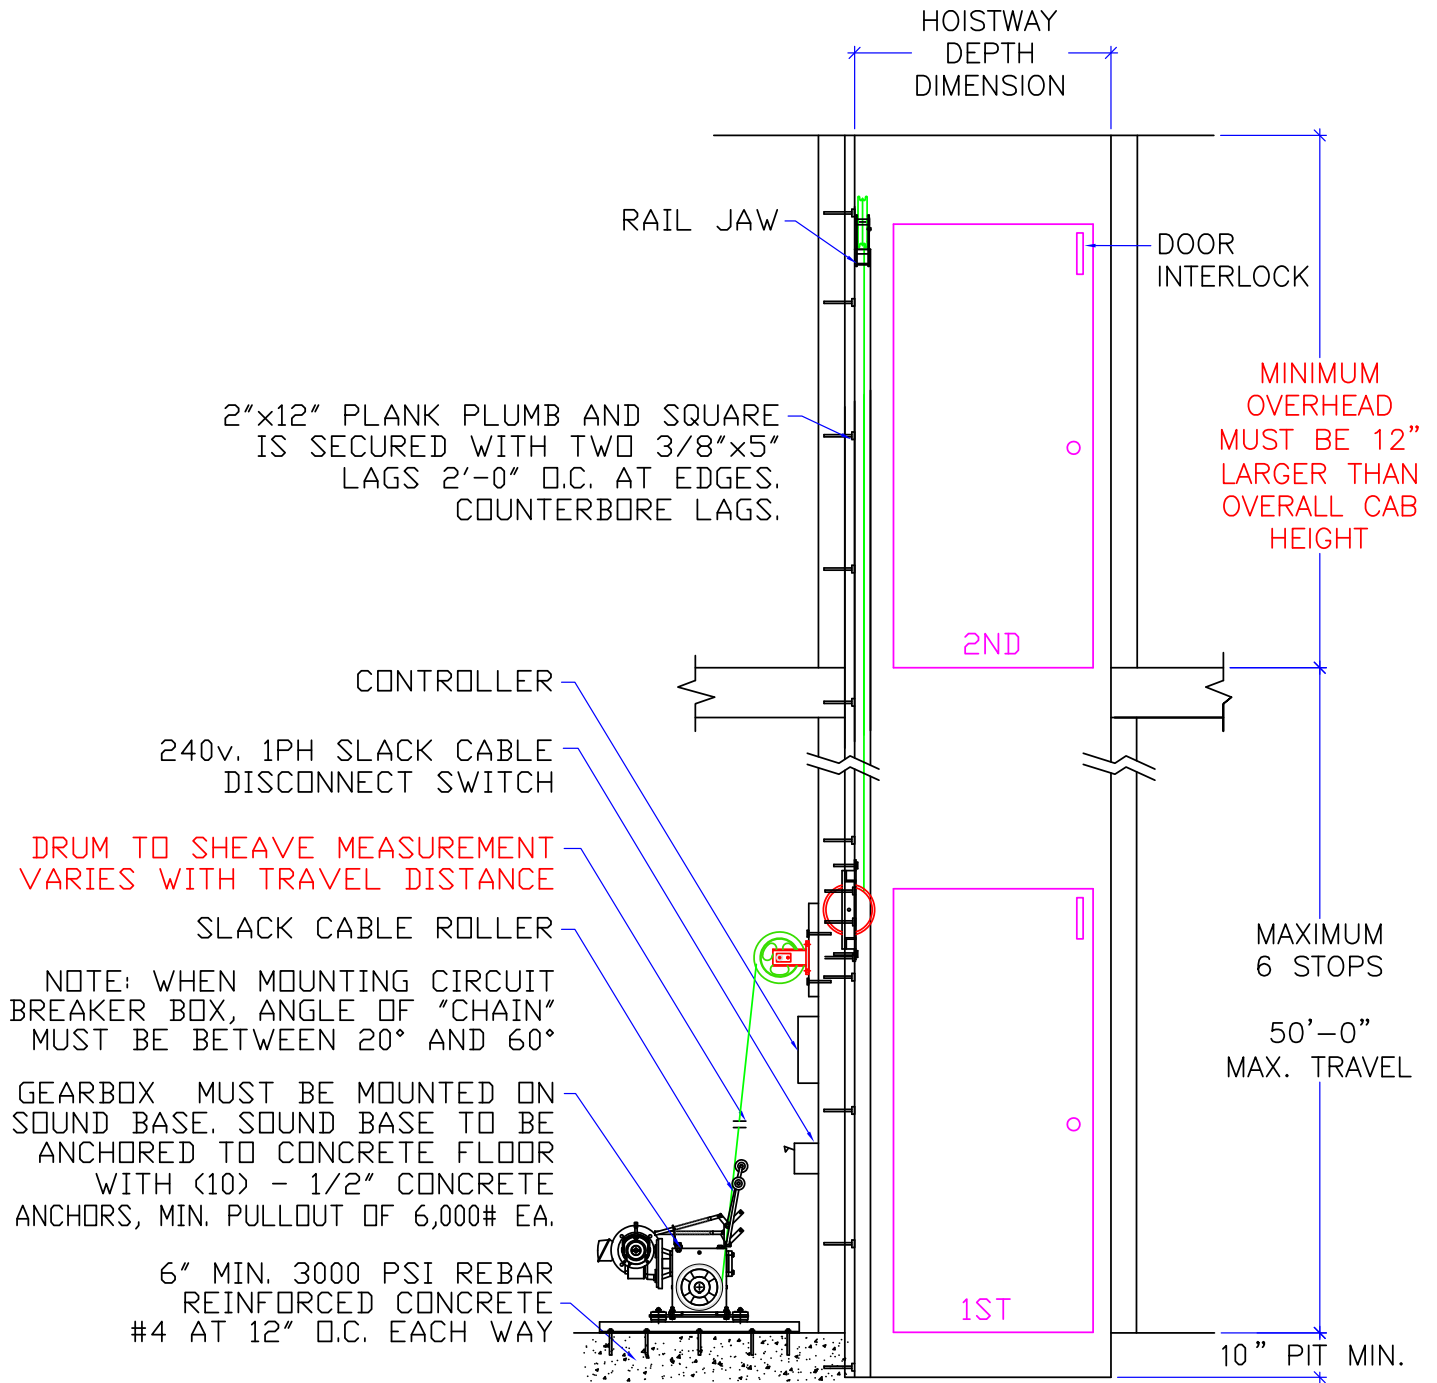 HOISTWAY
DEPTH
DIMENSION
RAIL JAW
DOOR
INTERLOCK
2"x12" PLANK PLUMB AND SQUARE
IS SECURED WITH TWO 3/8"x5"
LAGS 2'-0" O.C. AT EDGES.
COUNTERBORE LAGS.
MINIMUM
OVERHEAD
MUST BE 12"
LARGER THAN
OVERALL CAB
HEIGHT
2ND
CONTROLLER
240v. 1PH SLACK CABLE
DISCONNECT SWITCH
DRUM TO SHEAVE MEASUREMENT
VARIES WITH TRAVEL DISTANCE
SLACK CABLE ROLLER
NOTE: WHEN MOUNTING CIRCUIT
BREAKER BOX, ANGLE OF "CHAIN"
MUST BE BETWEEN 20° AND 60°
GEARBOX MUST BE MOUNTED ON
SOUND BASE. SOUND BASE TO BE
ANCHORED TO CONCRETE FLOOR
WITH (10) - 1/2" CONCRETE
ANCHORS, MIN. PULLOUT OF 6,000# EA.
6" MIN. 3000 PSI REBAR
REINFORCED CONCRETE
#4 AT 12" O.C. EACH WAY
MAXIMUM
6 STOPS
50'-0"
MAX. TRAVEL
1ST
10" PIT MIN.